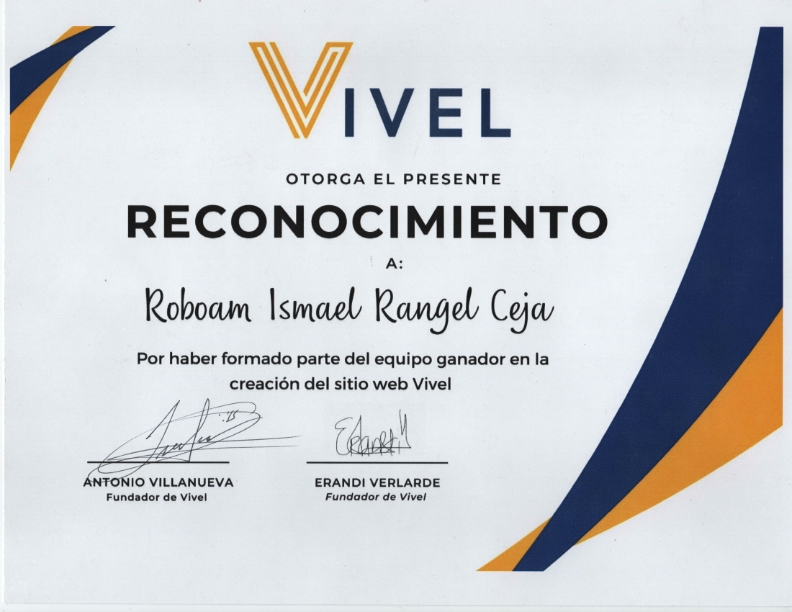 VIVEL
OTORGA EL PRESENTE
RECONOCIMIENTO
A:
Roboam Ismael Rangel Ceja
Por haber formado parte del equipo ganador en la
creación del sitio web Vivel
ANTONIO VILLANUEVA
Fundador de Vivel
ERANDI VERLARDE
Fundador de Vivel